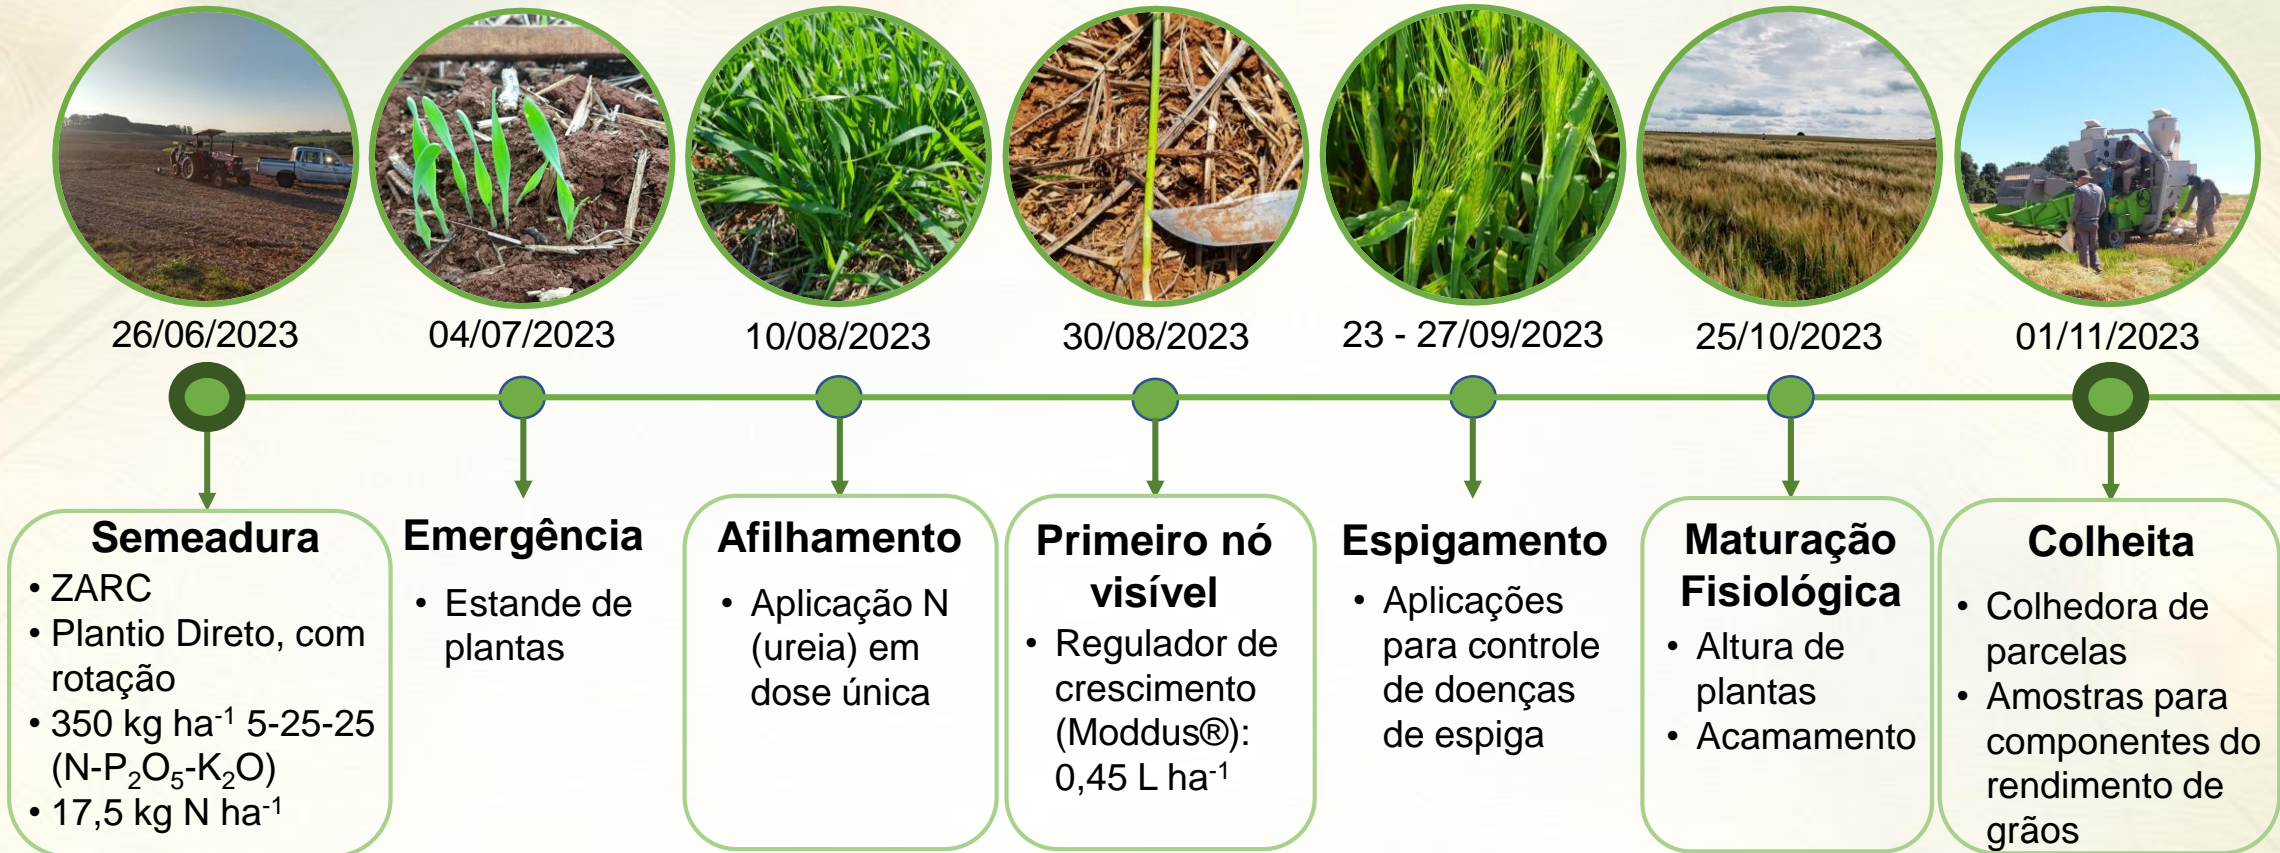 26/06/2023
04/07/2023
10/08/2023
30/08/2023
23 - 27/09/2023
25/10/2023
01/11/2023
Semeadura
• ZARC
• Plantio Direto, com
rotação
• 350 kg ha⁻¹ 5-25-25
(N-P₂O₅-K₂O)
• 17,5 kg N ha⁻¹
Emergência
• Estande de
plantas
Afilhamento
• Aplicação N
(ureia) em
dose única
Primeiro nó
visível
• Regulador de
crescimento
(Moddus®):
0,45 L ha⁻¹
Espigamento
• Aplicações
para controle
de doenças
de espiga
Maturação
Fisiológica
• Altura de
plantas
• Acamamento
Colheita
• Colhedora de
parcelas
• Amostras para
componentes do
rendimento de
grãos